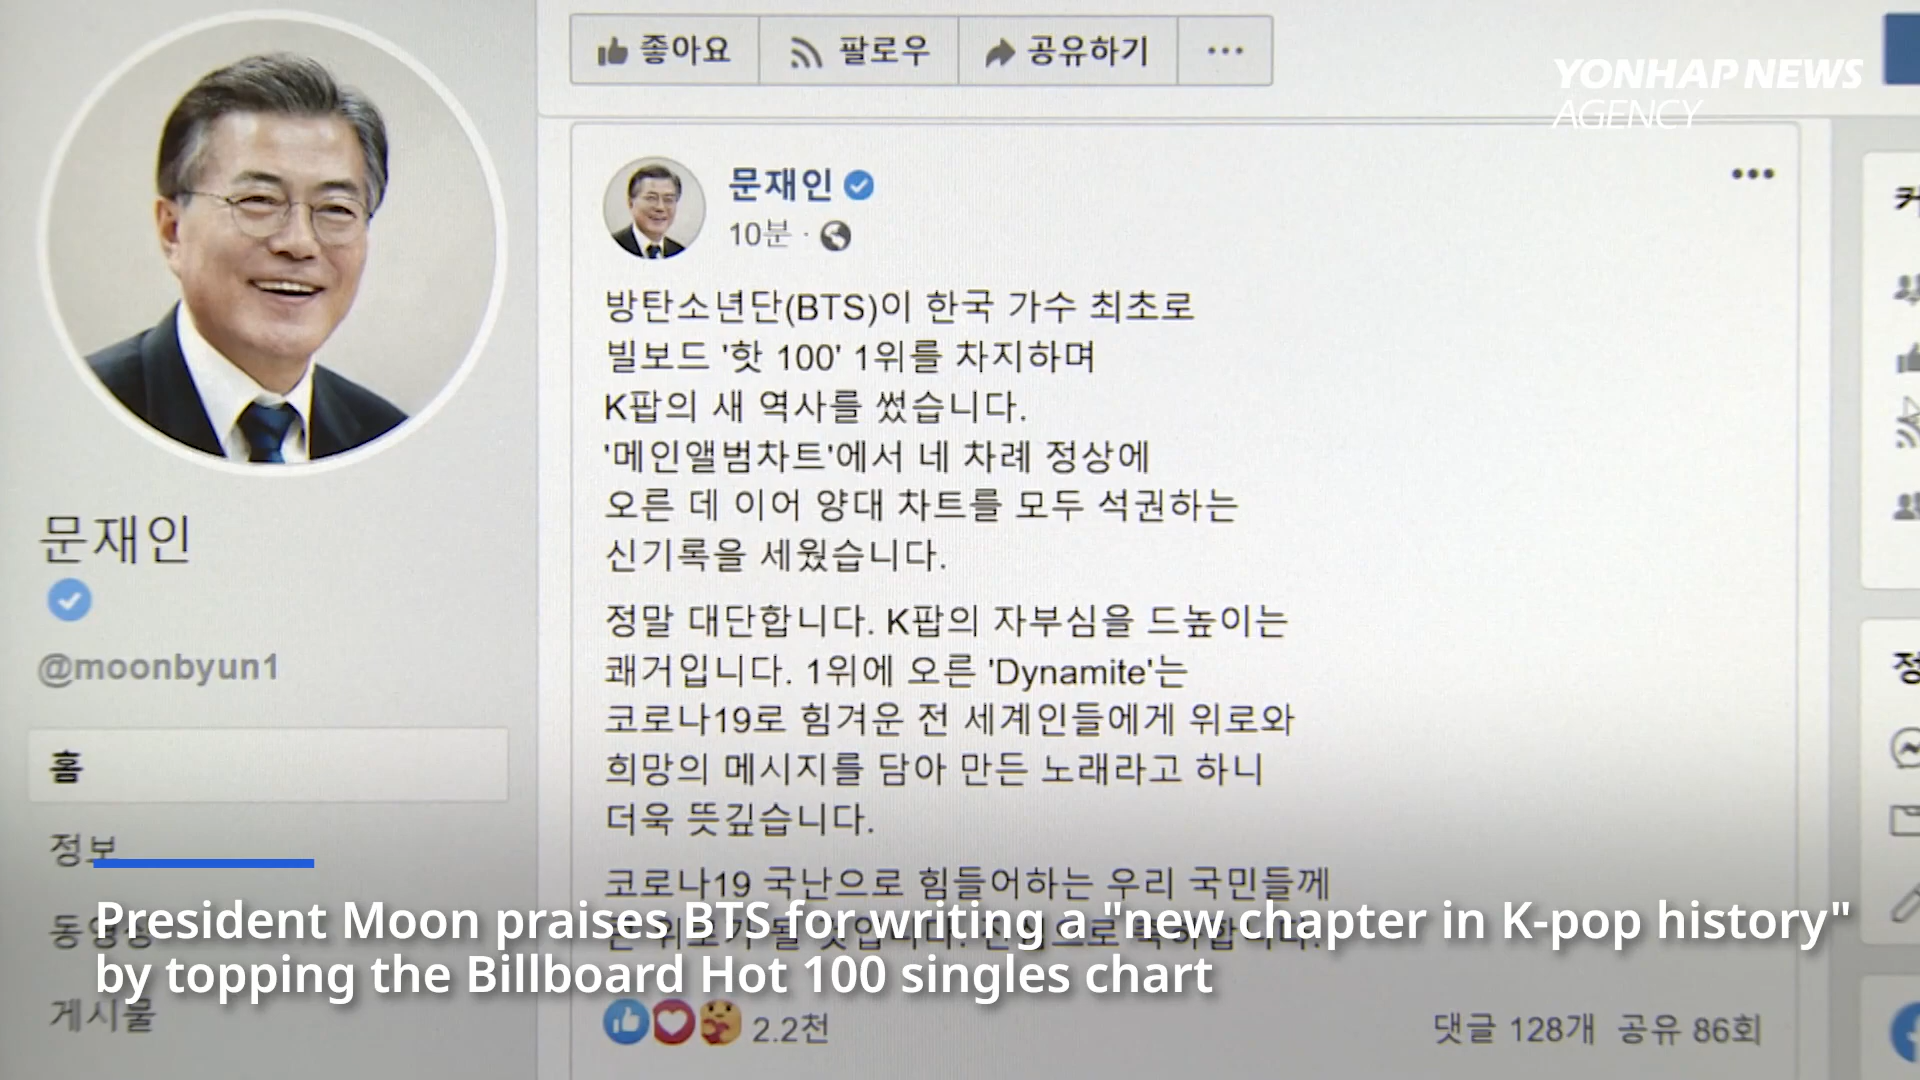 좋아요 팔로우 공유하기 ...
YONHAP NEWS
AGENCY
문재인
10분 ·
방탄소년단(BTS)이 한국 가수 최초로
빌보드 '핫 100' 1위를 차지하며
K팝의 새 역사를 썼습니다.
'메인앨범차트'에서 네 차례 정상에
오른 데 이어 양대 차트를 모두 석권하는
신기록을 세웠습니다.
정말 대단합니다. K팝의 자부심을 드높이는
쾌거입니다. 1위에 오른 'Dynamite'는
코로나19로 힘겨운 전 세계인들에게 위로와
희망의 메시지를 담아 만든 노래라고 하니
더욱 뜻깊습니다.
코로나19 국난으로 힘들어하는 우리 국민들께
2.2천 댓글 128개 공유 86회
문재인
@moonbyun1
홈
정보
게시물
커
정
President Moon praises BTS for writing a "new chapter in K-pop history"
by topping the Billboard Hot 100 singles chart